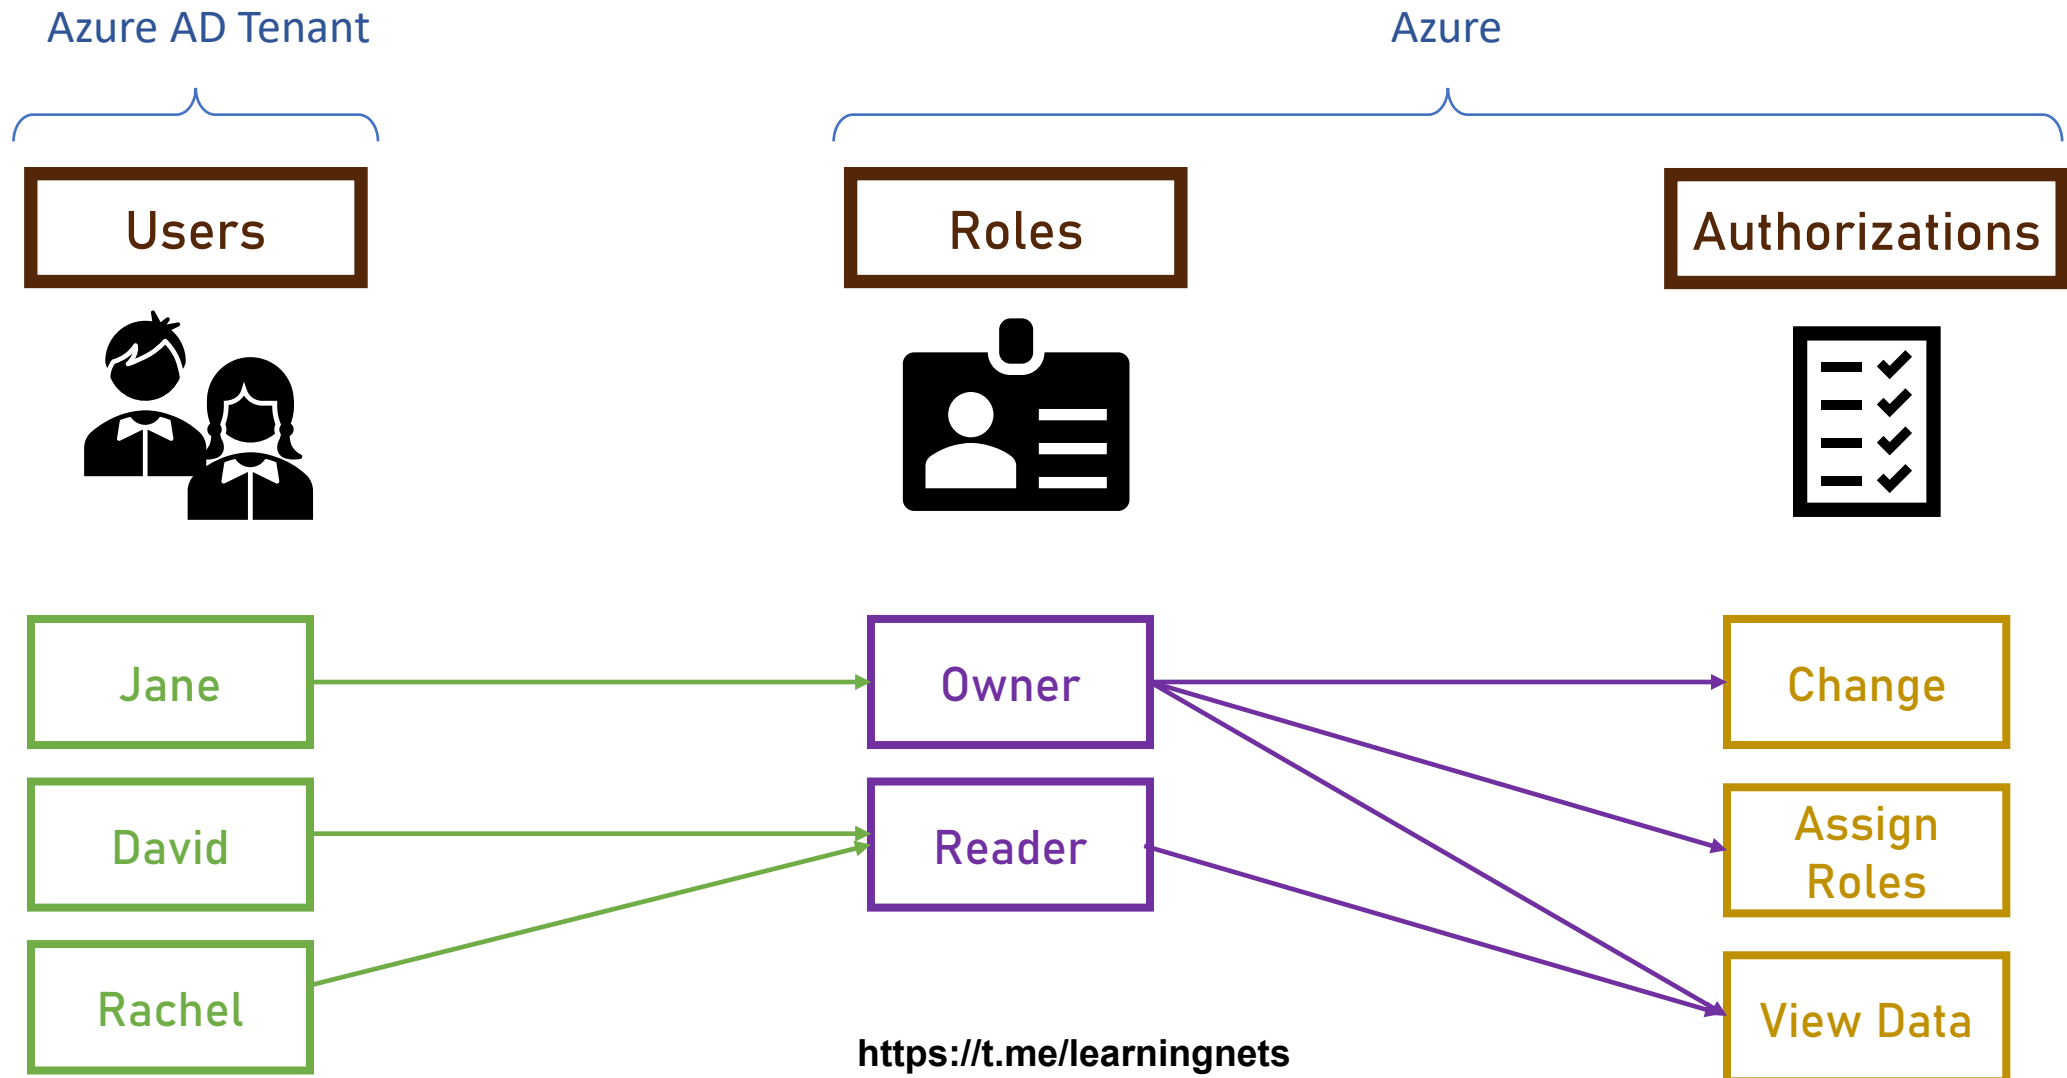 Azure AD Tenant
Azure
Users
Roles
Authorizations
Jane
Owner
Change
David
Reader
Assign
Roles
Rachel
View Data
https://t.me/learningnets